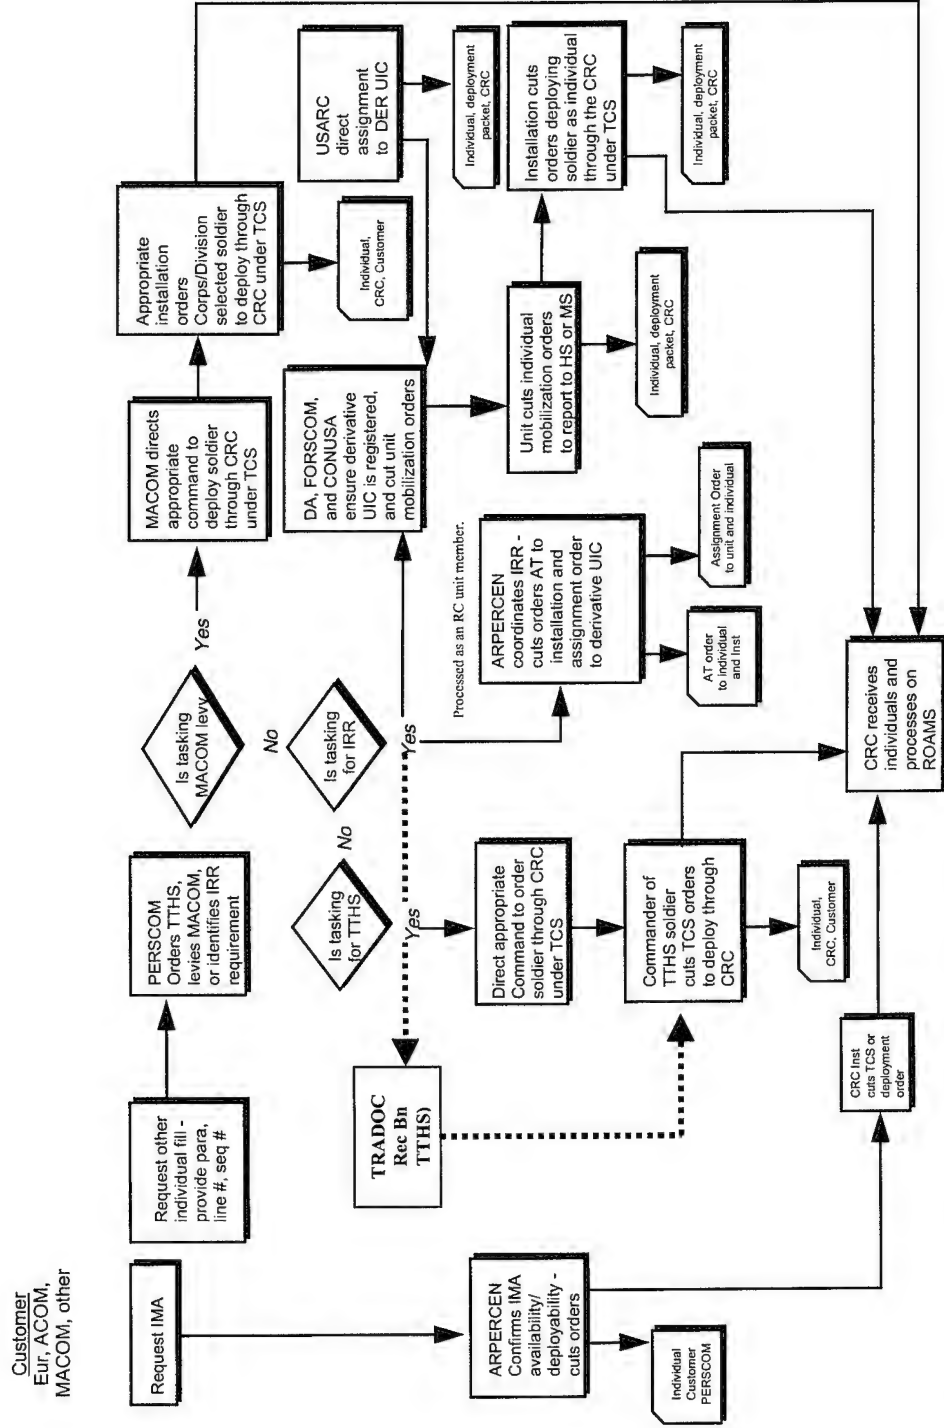 Customer
Eur, ACOM,
MACOM, other
Request IMA
Request other
individual fill -
provide para,
line #, seq #
PERSCOM
Orders TTHS,
levies MACOM,
or identifies IRR
requirement
Is tasking
MACOM levy
Yes
MACOM directs
appropriate
command to
deploy soldier
through CRC
under TCS
Appropriate
installation
orders
Corps/Division
selected soldier
to deploy through
CRC under TCS
Individual,
CRC, Customer
No
Is tasking
for IRR
Yes
DA, FORSCOM,
and CONUSA
ensure derivative
UIC is registered,
and cut unit
mobilization orders
USARC
direct
assignment
to DER UIC
Individual, deployment
packet, CRC
No
Is tasking
for TTHS
Yes
TRADOC
Rec Bn
TTHS)
Processed as an RC unit member.
ARPERCEN
Confirms IMA
availability/
deployability -
cuts orders
Individual
Customer
PERSCOM
Direct appropriate
Command to order
soldier through CRC
under TCS
ARPERCEN
coordinates IRR -
cuts orders AT to
installation and
assignment order
to derivative UIC
AT order
to individual
and Inst
Assignment Order
to unit and individual
Unit cuts individual
mobilization orders
to report to HS or MS
Individual, deployment
packet, CRC
Installation cuts
orders deploying
soldier as individual
through the CRC
under TCS
Individual, deployment
packet, CRC
Commander of
TTHS soldier
cuts TCS orders
to deploy through
CRC
Individual,
CRC, Customer
CRC Inst
cuts TCS or
deployment
order
CRC receives
individuals and
processes on
ROAMS